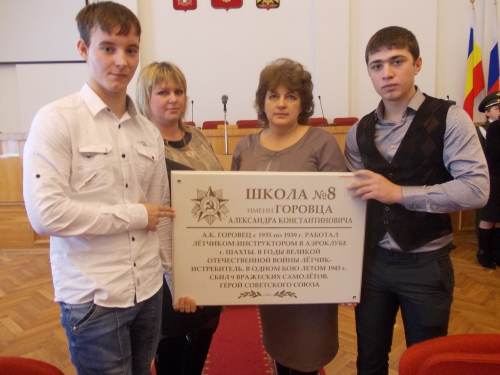 ШКОЛА №8
ИМЕНИ ГОРОВЦА
АЛЕКСАНДРА КОНСТАНТИНОВИЧА
А.К. ГОРОВЕЦ с 1935 по 1939 г. РАБОТАЛ
ЛЁТЧИКОМ-ИНСТРУКТОРОМ В АЭРОКЛУБЕ
г. ШАХТЫ. В ГОДЫ ВЕЛИКОЙ
ОТЕЧЕСТВЕННОЙ ВОЙНЫ ЛЁТЧИК-
ИСТРЕБИТЕЛЬ. В ОДНОМ БОЮ ЛЕТОМ 1943 г.
СБИЛ 9 ВРАЖЕСКИХ САМОЛЁТОВ.
ГЕРОЙ СОВЕТСКОГО СОЮЗА